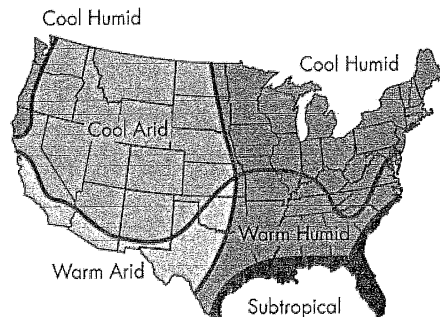 Cool Humid
Cool Humid
Cool Arid
Warm Humid
Warm Arid
Subtropical